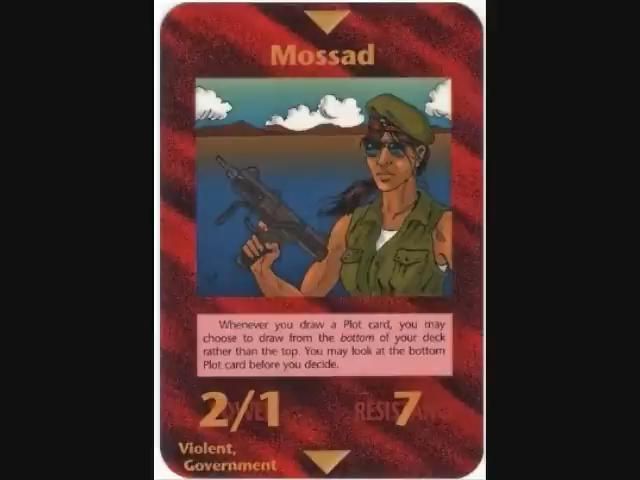 Mossad
Whenever you draw a Plot card, you may
choose to draw from the bottom of your deck
rather than the top. You may look at the bottom
Plot card before you decide.
2/1
7
Violent,
Government